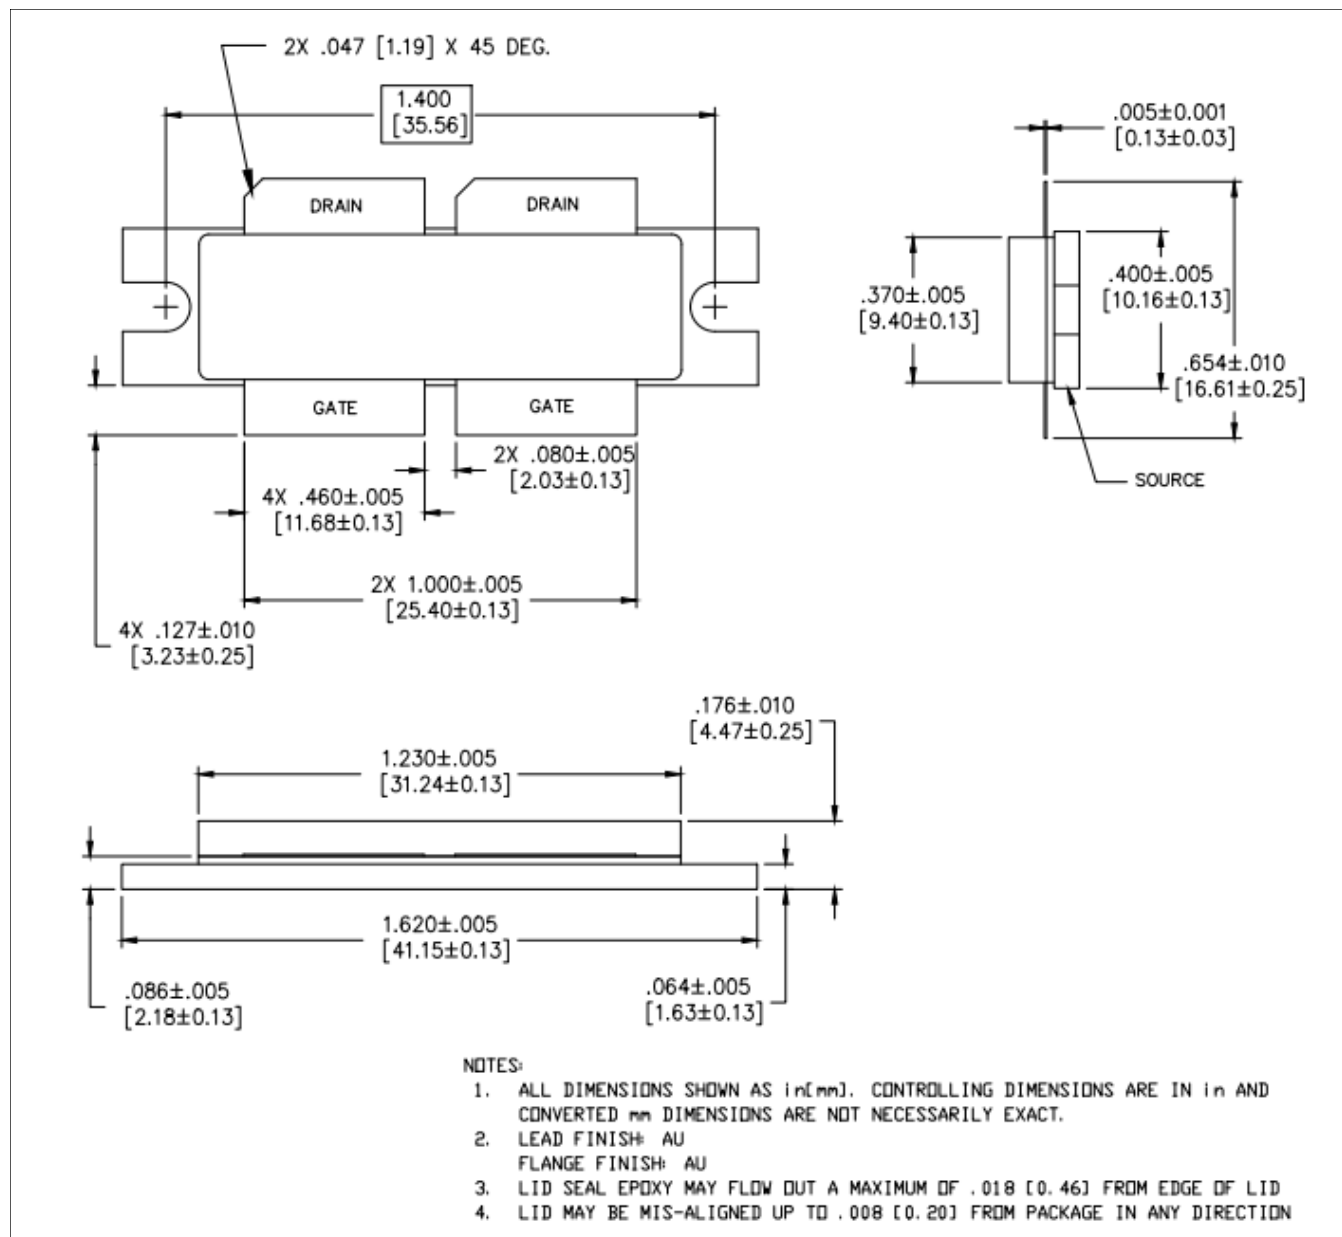 2X .047 [1.19] X 45 DEG.
1.400
[35.56]
.005±0.001
[0.13±0.03]
DRAIN
DRAIN
.400±.005
[10.16±0.13]
.370±.005
[9.40±0.13]
.654±.010
[16.61±0.25]
GATE
GATE
2X .080±.005
[2.03±0.13]
SOURCE
4X .460±.005
[11.68±0.13]
2X 1.000±.005
[25.40±0.13]
4X .127±.010
[3.23±0.25]
.176±.010
[4.47±0.25]
1.230±.005
[31.24±0.13]
1.620±.005
[41.15±0.13]
.086±.005
[2.18±0.13]
.064±.005
[1.63±0.13]
NOTES:
1. ALL DIMENSIONS SHOWN AS in[mm]. CONTROLLING DIMENSIONS ARE IN in AND
CONVERTED mm DIMENSIONS ARE NOT NECESSARILY EXACT.
2. LEAD FINISH: AU
FLANGE FINISH: AU
3. LID SEAL EPOXY MAY FLOW OUT A MAXIMUM OF .018 [0.46] FROM EDGE OF LID
4. LID MAY BE MIS-ALIGNED UP TO .008 [0.20] FROM PACKAGE IN ANY DIRECTION